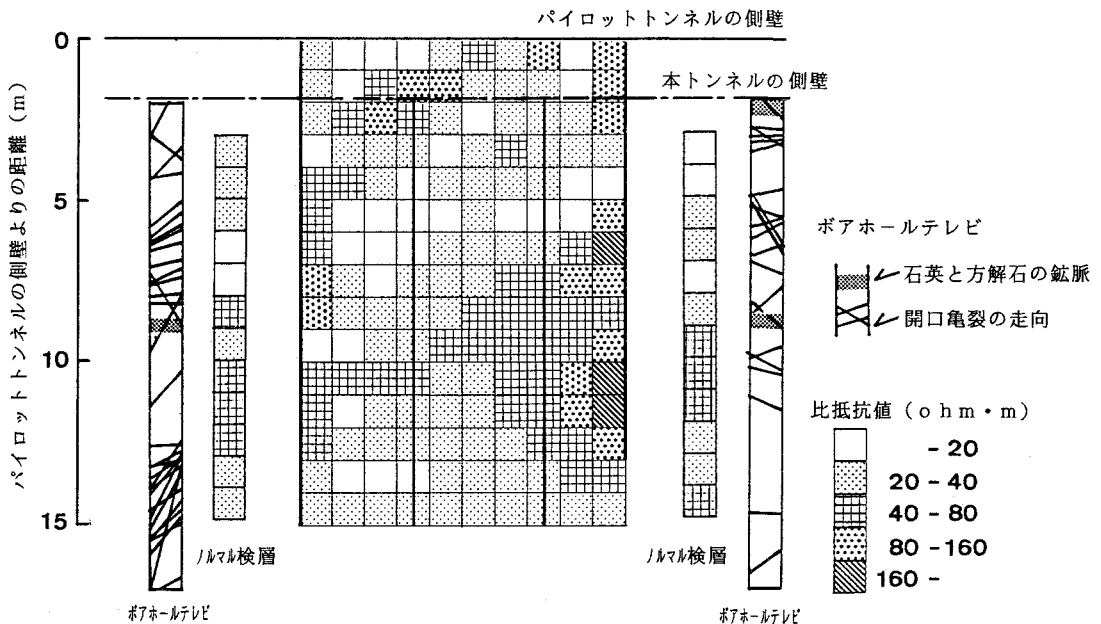 パイロットトンネルの側壁
本トンネルの側壁
パイロットトンネルの側壁よりの距離(m)
0
5
10
15
ノルマル検層
ボアホールテレビ
ノルマル検層
ボアホールテレビ
ボアホールテレビ
石英と方解石の鉱脈
開口亀裂の走向
比抵抗値(ohm・m)
- 20
20 - 40
40 - 80
80 - 160
160 -